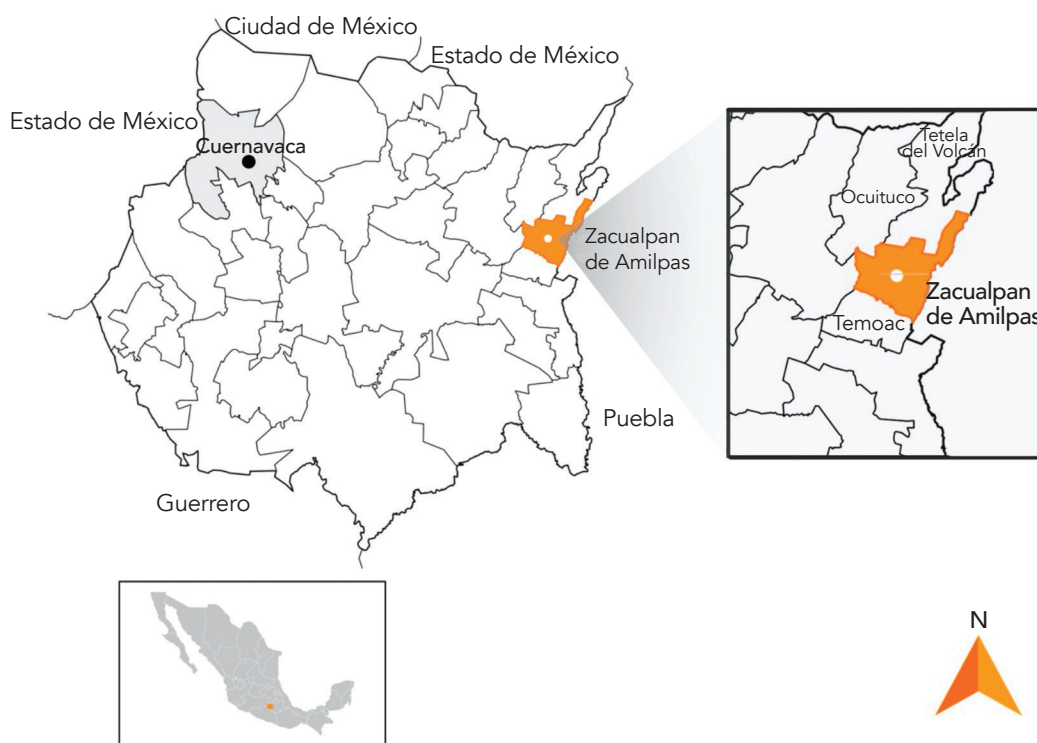 Ciudad de México
Estado de México
Estado de México
Cuernavaca
Zacualpan
de Amilpas
Puebla
Guerrero
Tetela
del Volcán
Ocuituco
Zacualpan
de Amilpas
Temoac
N